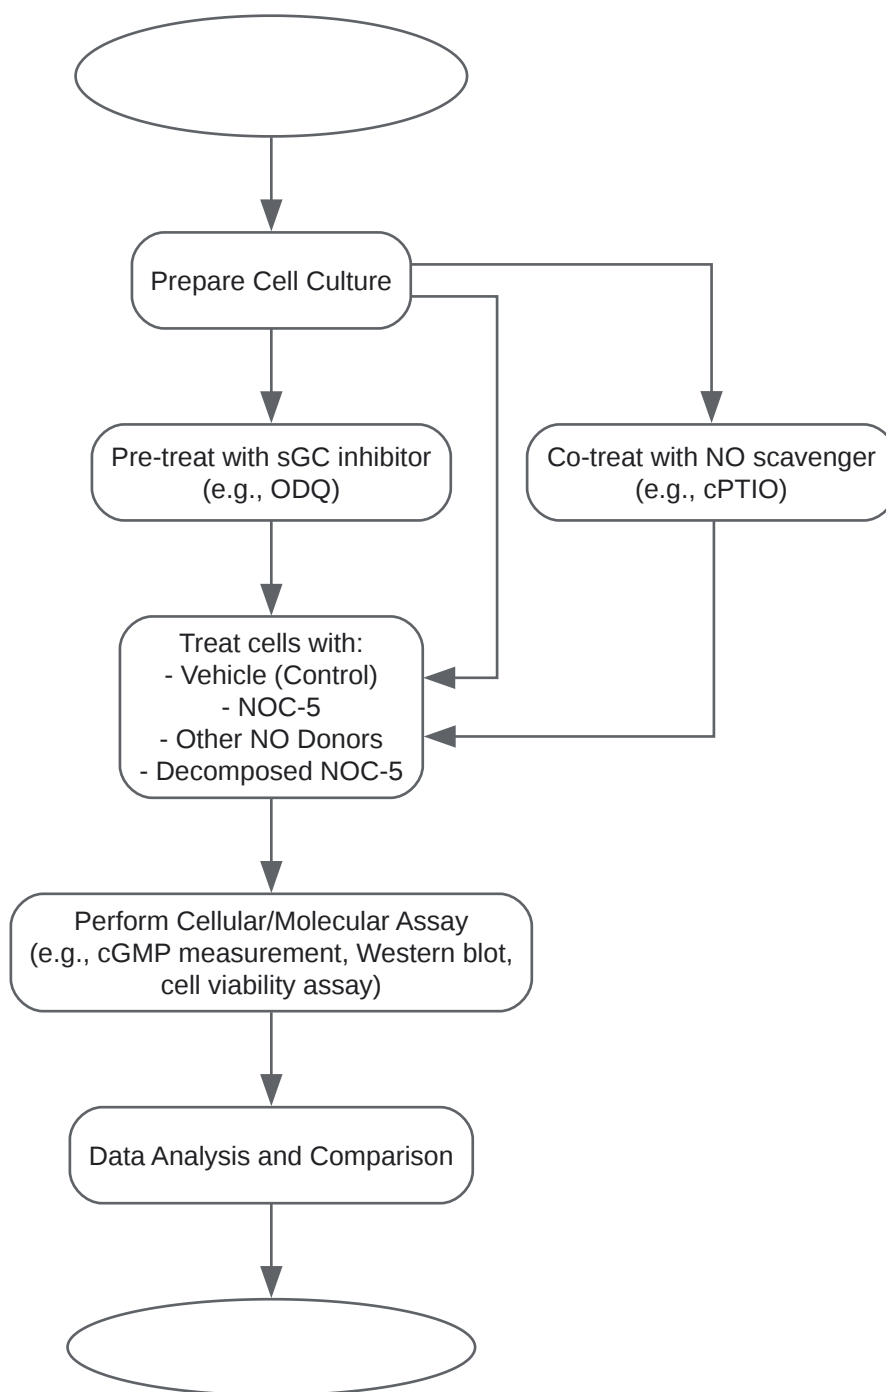 Prepare Cell Culture
Pre-treat with sGC inhibitor
(e.g., ODQ)
Co-treat with NO scavenger
(e.g., cPTIO)
Treat cells with:
- Vehicle (Control)
- NOC-5
- Other NO Donors
- Decomposed NOC-5
Perform Cellular/Molecular Assay
(e.g., cGMP measurement, Western blot,
cell viability assay)
Data Analysis and Comparison